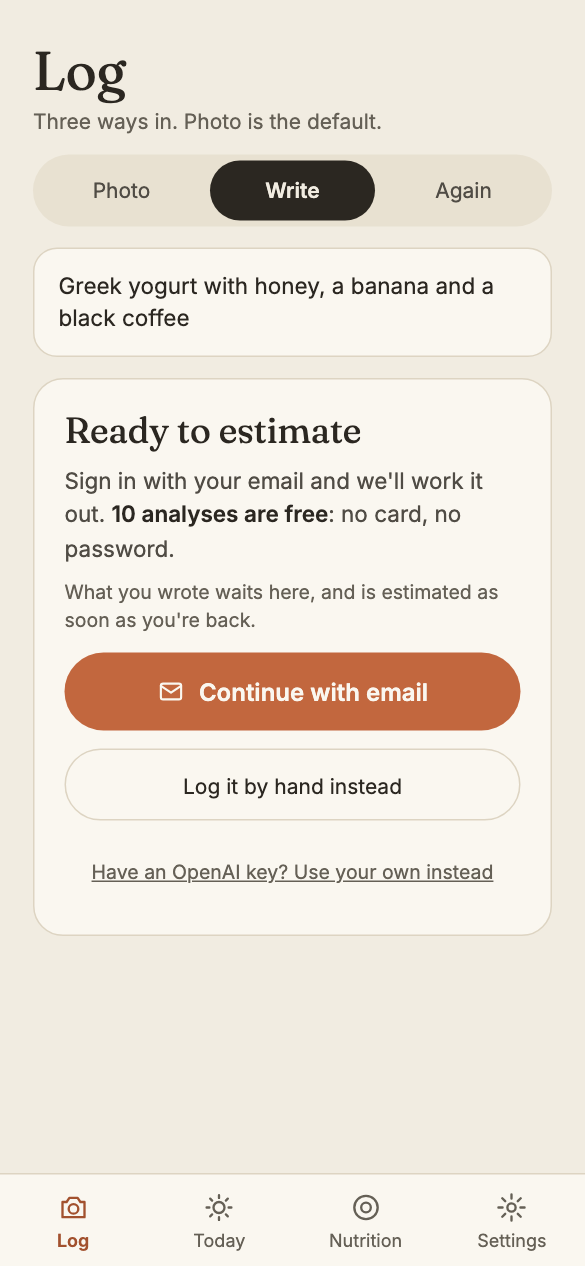 Log
Three ways in. Photo is the default.
Photo
Write
Again
Greek yogurt with honey, a banana and a
black coffee
Ready to estimate
Sign in with your email and we'll work it
out. 10 analyses are free: no card, no
password.
What you wrote waits here, and is estimated as
soon as you're back.
Continue with email
Log it by hand instead
Have an OpenAI key? Use your own instead
Log
Today
Nutrition
Settings